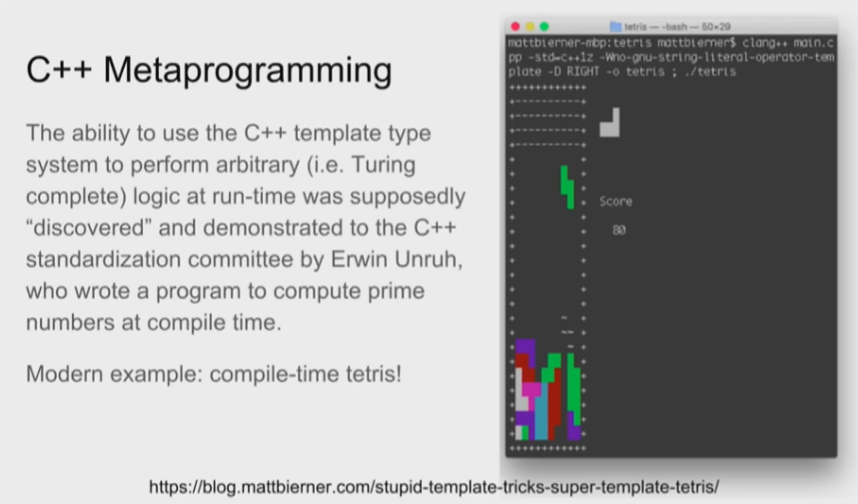 C++ Metaprogramming
The ability to use the C++ template type
system to perform arbitrary (i.e. Turing
complete) logic at run-time was supposedly
“discovered” and demonstrated to the C++
standardization committee by Erwin Unruh,
who wrote a program to compute prime
numbers at compile time.
Modern example: compile-time tetris!
tetris — -bash — 50×29
mattbierner-mbp:tetris mattbierner$ clang++ main.c
pp -std=c++1z -Wno-gnu-string-literal-operator-tem
plate -D RIGHT -o tetris ; ./tetris
Score
80
https://blog.mattbierner.com/stupid-template-tricks-super-template-tetris/